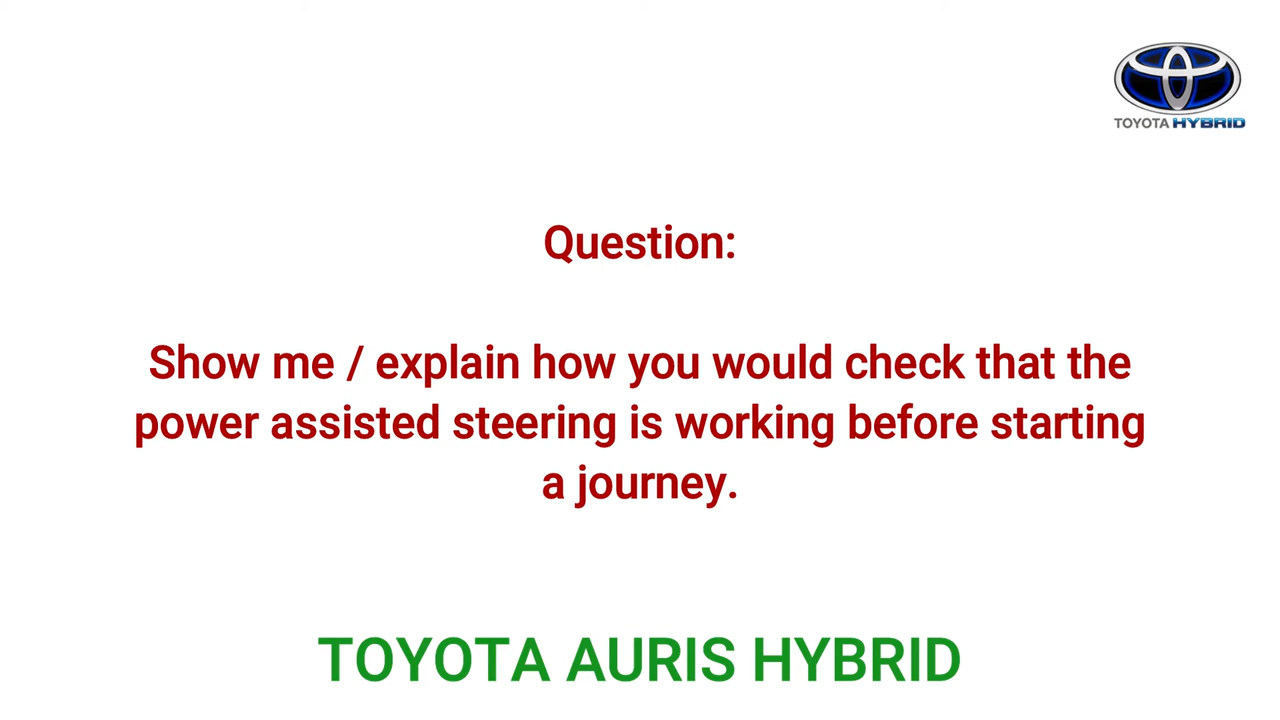 TOYOTA HYBRID
Question:
Show me / explain how you would check that the
power assisted steering is working before starting
a journey.
TOYOTA AURIS HYBRID